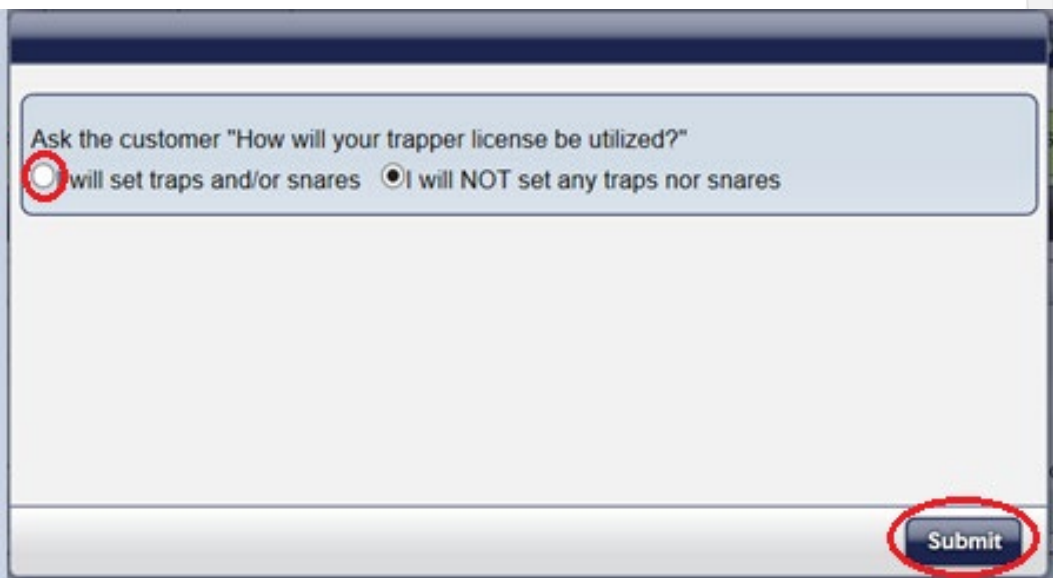 Ask the customer "How will your trapper license be utilized?"
will set traps and/or snares I will NOT set any traps nor snares
Submit